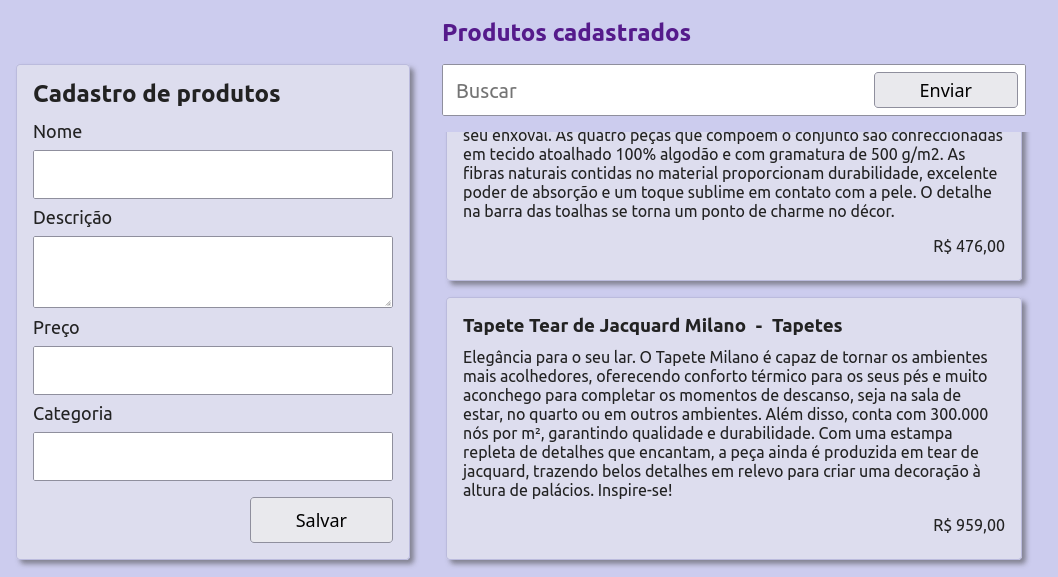 Produtos cadastrados
Cadastro de produtos
Nome
Descrição
Preço
Categoria
Salvar
Buscar
Enviar
seu enxoval. As quatro peças que compõem o conjunto são confeccionadas
em tecido atoalhado 100% algodão e com gramatura de 500 g/m2. As
fibras naturais contidas no material proporcionam durabilidade, excelente
poder de absorção e um toque sublime em contato com a pele. O detalhe
na barra das toalhas se torna um ponto de charme no décor.
R$ 476,00
Tapete Tear de Jacquard Milano - Tapetes
Elegância para o seu lar. O Tapete Milano é capaz de tornar os ambientes
mais acolhedores, oferecendo conforto térmico para os seus pés e muito
aconchego para completar os momentos de descanso, seja na sala de
estar, no quarto ou em outros ambientes. Além disso, conta com 300.000
nós por m², garantindo qualidade e durabilidade. Com uma estampa
repleta de detalhes que encantam, a peça ainda é produzida em tear de
jacquard, trazendo belos detalhes em relevo para criar uma decoração à
altura de palácios. Inspire-se!
R$ 959,00